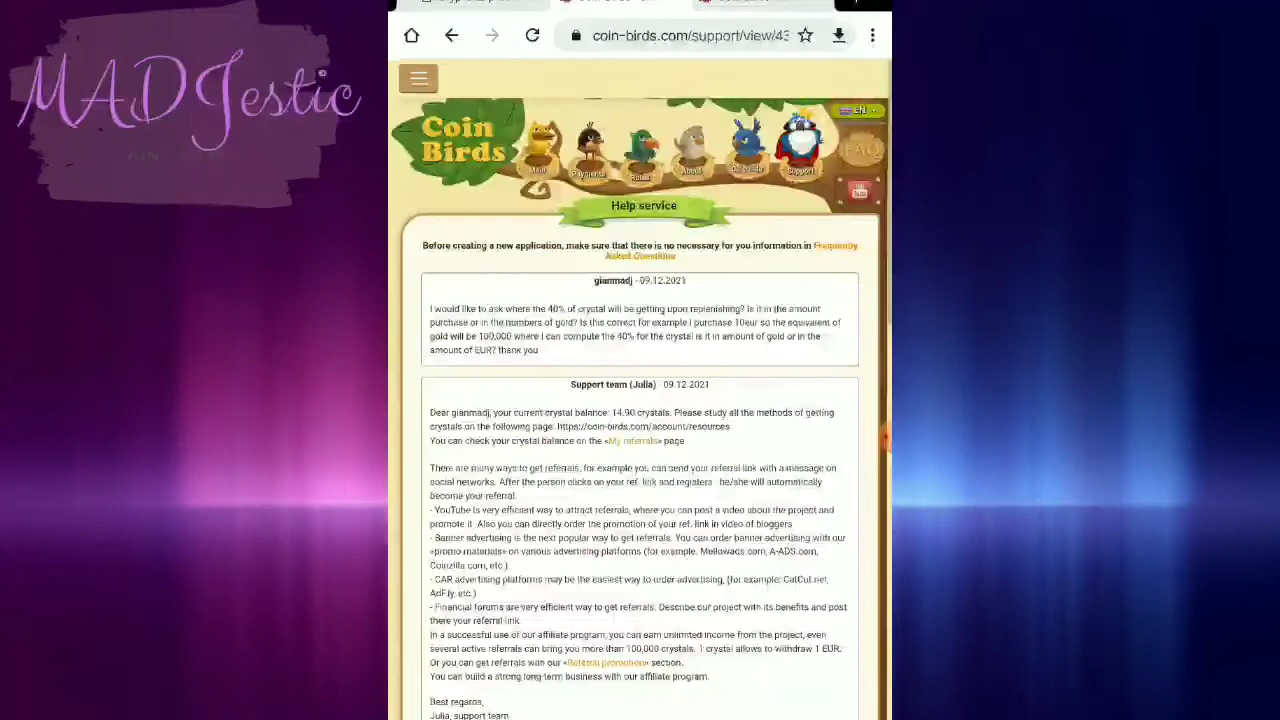 MADJestic
coin-birds.com/support/view/43
EN
Coin
Birds
Main
Payments
Rules
About
Support
FAQ
Help service
Before creating a new application, make sure that there is no necessary for you information in Frequently
Asked Questions
gianmadj - 09.12.2021
I would like to ask where the 40% of crystal will be getting upon replenishing? Is it in the amount
purchase or in the numbers of gold? Is this correct for example i purchase 10eur so the equivalent of
gold will be 100,000 where i can compute the 40% for the crystal is it in amount of gold or in the
amount of EUR? thank you
Support team (Julia) - 09.12.2021
Dear gianmadj, your current crystal balance: 14.90 crystals. Please study all the methods of getting
crystals on the following page: https://coin-birds.com/account/resources
You can check your crystal balance on the «My referrals» page
There are many ways to get referrals, for example you can send your referral link with a message on
social networks. After the person clicks on your ref. link and registers he/she will automatically
become your referral.
- YouTube is very efficient way to attract referrals, where you can post a video about the project and
promote it. Also you can directly order the promotion of your ref. link in video of bloggers
- Banner advertising is the next popular way to get referrals. You can order banner advertising with our
«promo materials» on various advertising platforms (for example. Mellowads.com, A-ADS.com,
Coinzilla.com, etc.)
- CAR advertising platforms may be the easiest way to order advertising, (for example: CatCut.net,
AdF.ly, etc.)
- Financial forums are very efficient way to get referrals. Describe our project with its benefits and post
there your referral link.
In a successful use of our affiliate program, you can earn unlimited income from the project, even
several active referrals can bring you more than 100,000 crystals. 1 crystal allows to withdraw 1 EUR.
Or you can get referrals with our «Referral promotion» section.
You can build a strong long-term business with our affiliate program.
Best regards,
Julia, support team